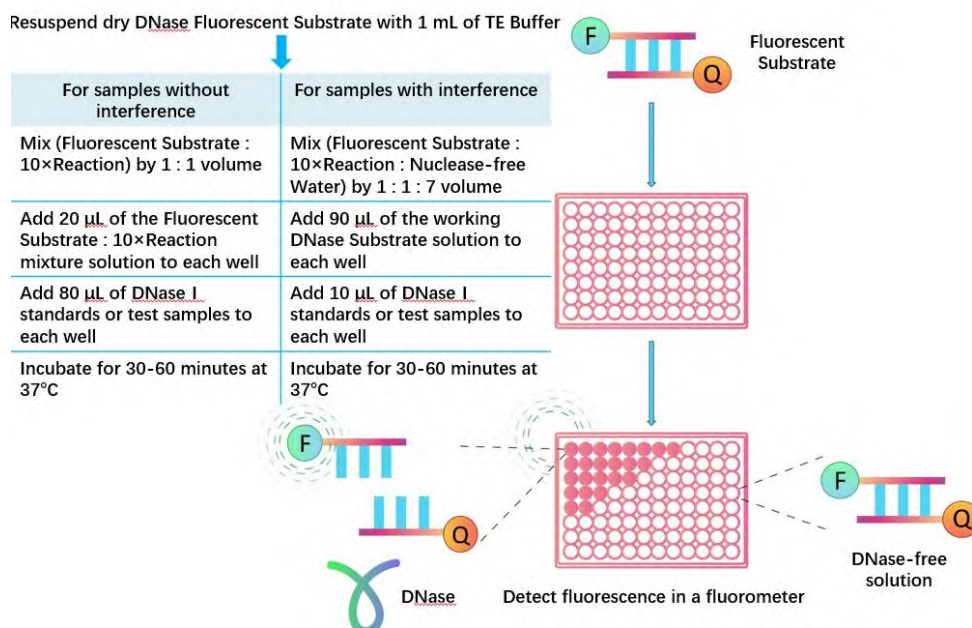 Resuspend dry DNase Fluorescent Substrate with 1 mL of TE Buffer
F
Q
Fluorescent
Substrate
For samples without
interference
For samples with interference
Mix (Fluorescent Substrate :
10×Reaction) by 1 : 1 volume
Mix (Fluorescent Substrate :
10×Reaction : Nuclease-free
Water) by 1 : 1 : 7 volume
Add 20 μL of the Fluorescent
Substrate : 10×Reaction
mixture solution to each well
Add 90 μL of the working
DNase Substrate solution to
each well
Add 80 μL of DNase I
standards or test samples to
each well
Add 10 μL of DNase I
standards or test samples to
each well
Incubate for 30-60 minutes at
37°C
Incubate for 30-60 minutes at
37°C
F
Q
DNase
Detect fluorescence in a fluorometer
F
Q
DNase-free
solution